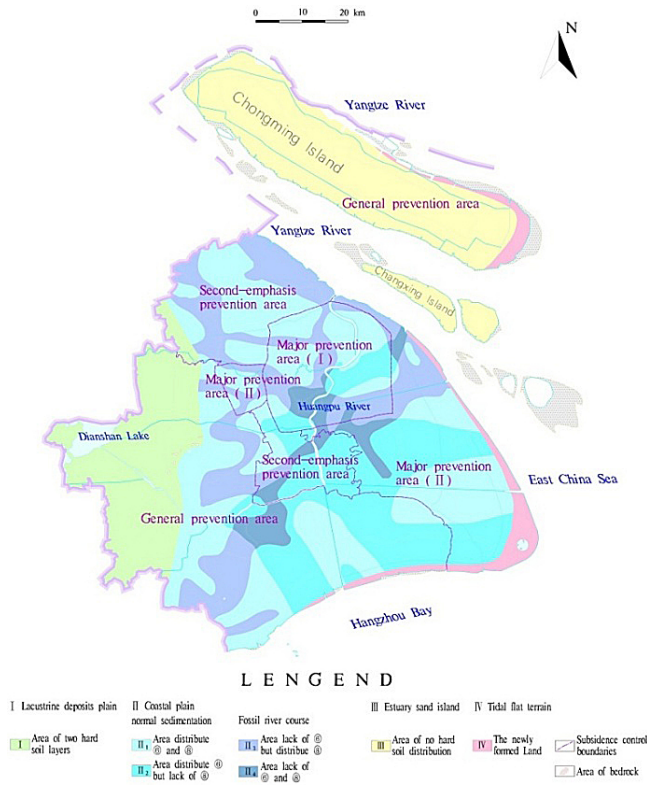 0 10 20 km
N
Yangtze River
Chongming Island
General prevention area
Yangtze River
Changxing Island
Second-emphasis
prevention area
Major prevention
area ( I )
Major prevention
area ( II )
Huangpu River
Dianshan Lake
Second-emphasis
prevention area
Major prevention
area ( II )
East China Sea
General prevention area
Hangzhou Bay
LENGEND
I Lacustrine deposits plain
Area of two hard
soil layers
II Coastal plain
normal sedimentation
II₁ Area distribute
⑥ and ⑧
II₂ Area distribute ⑥
but lack of ⑧
Fossil river course
II₃ Area lack of ⑥
but distribue ⑧
II₄ Area lack of
⑥ and ⑧
III Estuary sand island
III Area of no hard
soil distribution
IV Tidal flat terrain
IV The newly
formed Land
Subsidence control
boundaries
Area of bedrock